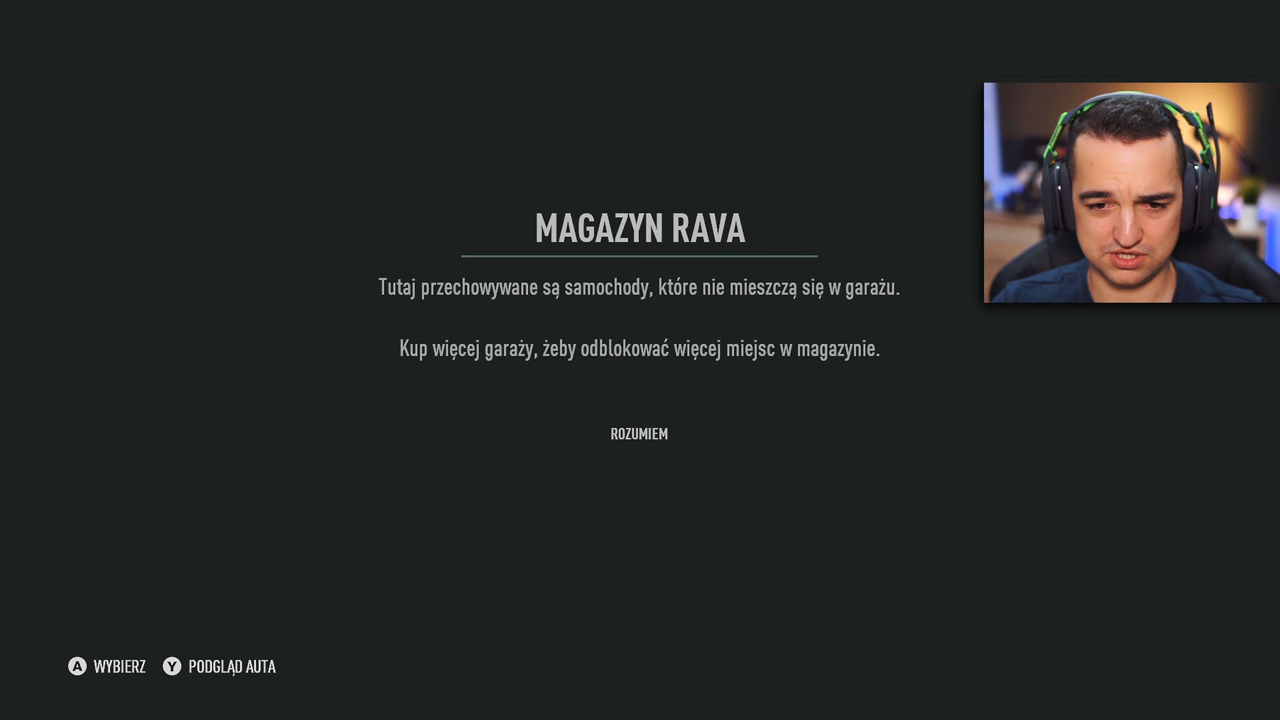 MAGAZYN RAVA
Tutaj przechowywane są samochody, które nie mieszczą się w garażu.
Kup więcej garaży, żeby odblokować więcej miejsc w magazynie.
ROZUMIEM
A WYBIERZ Y PODGLĄD AUTA